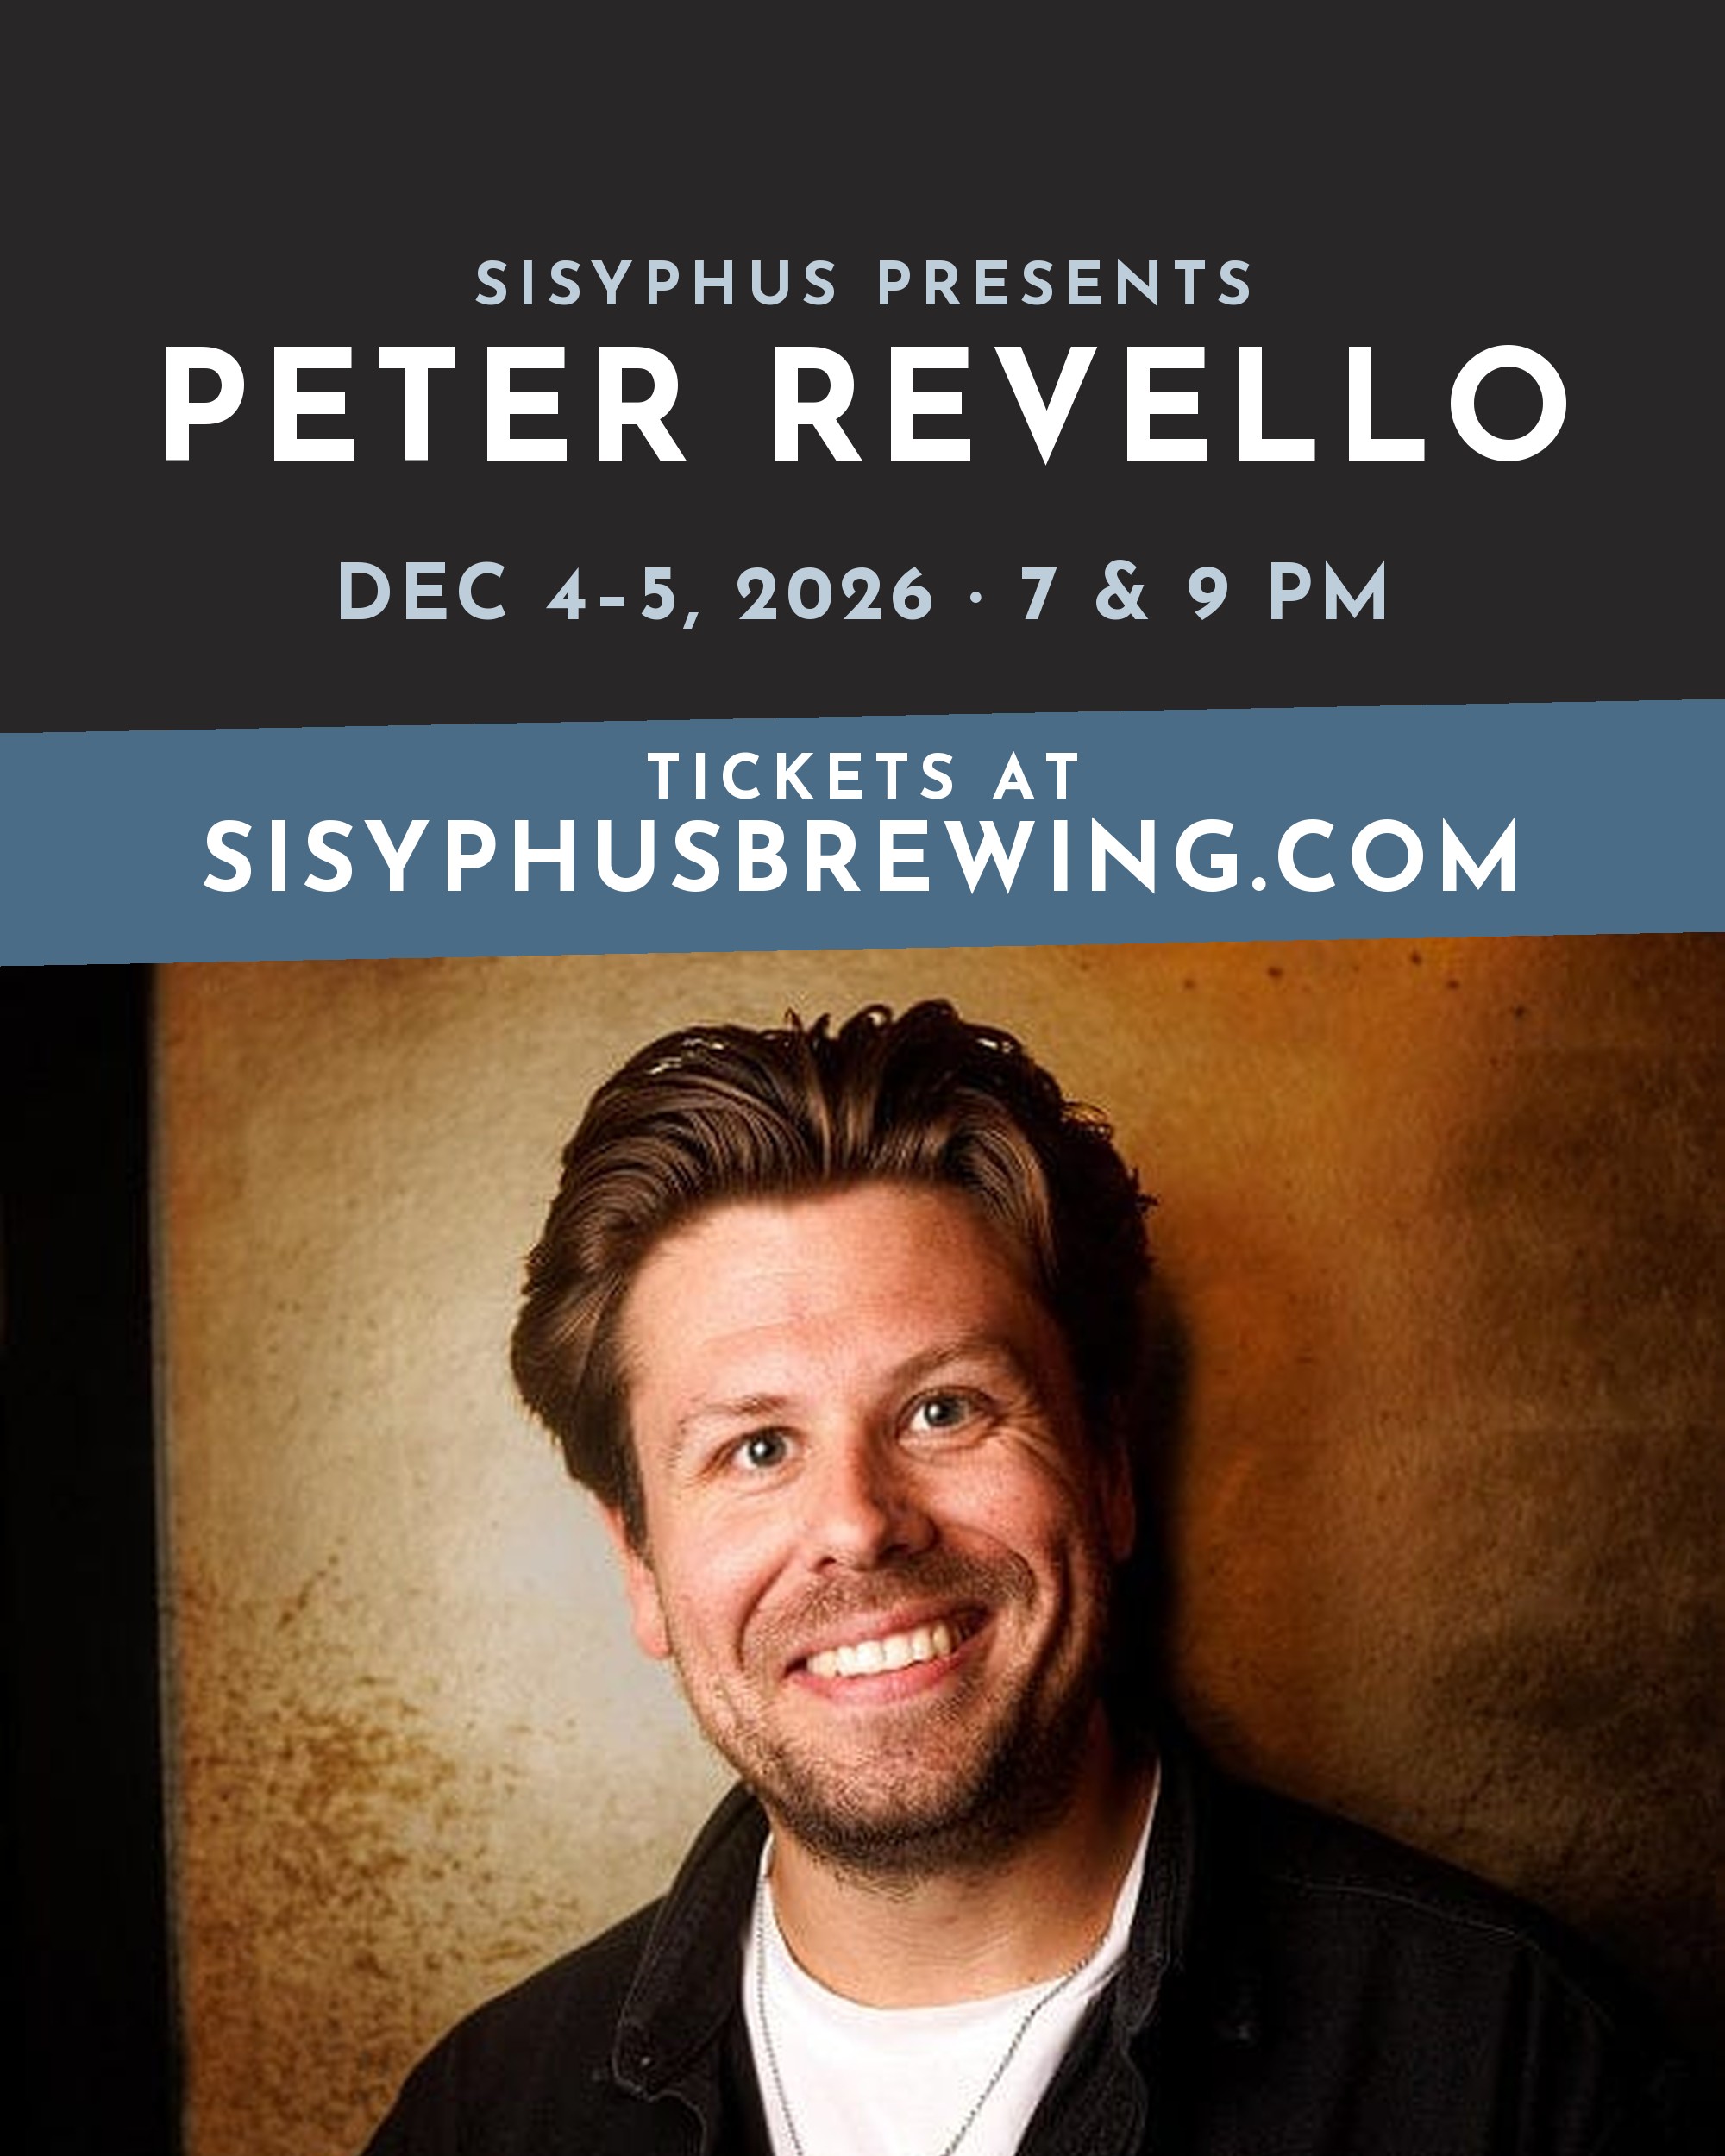 SISYPHUS PRESENTS
PETER REVELLO
DEC 4-5, 2026 · 7 & 9 PM
TICKETS AT
SISYPHUSBREWING.COM